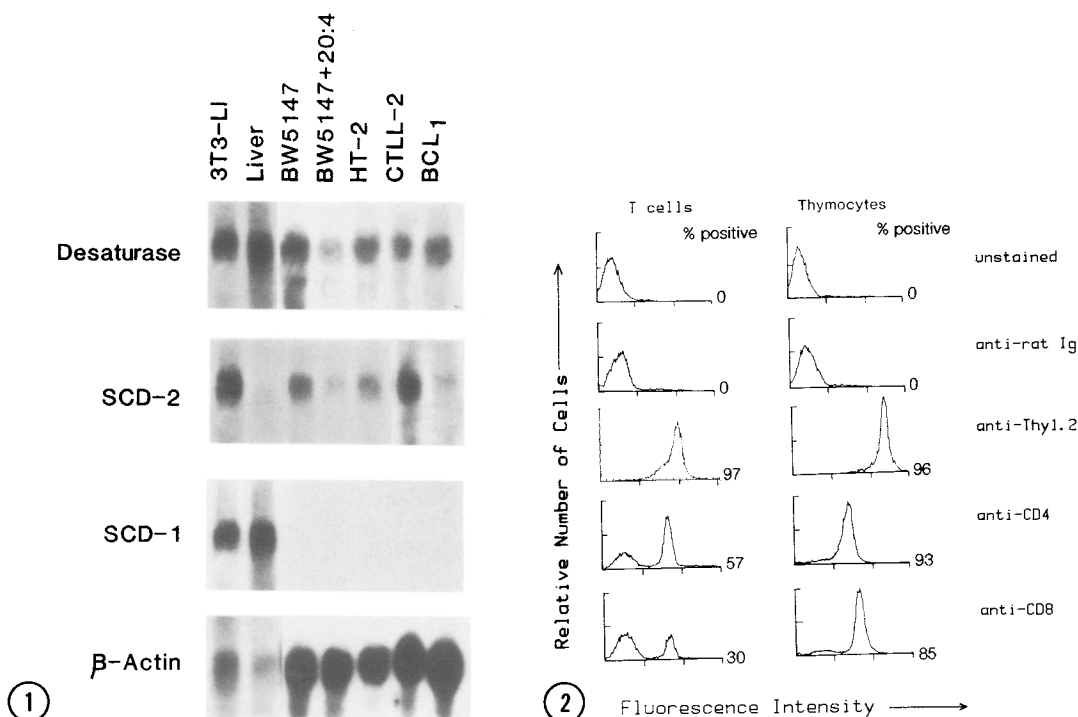 3T3-LI
Liver
BW5147
BW5147+20:4
HT-2
CTLL-2
BCL1
Desaturase
SCD-2
SCD-1
β-Actin
1
T cells
Thymocytes
% positive
% positive
unstained
0
0
anti-rat Ig
0
0
anti-Thy1.2
97
96
anti-CD4
57
93
anti-CD8
30
85
Relative Number of Cells
2
Fluorescence Intensity